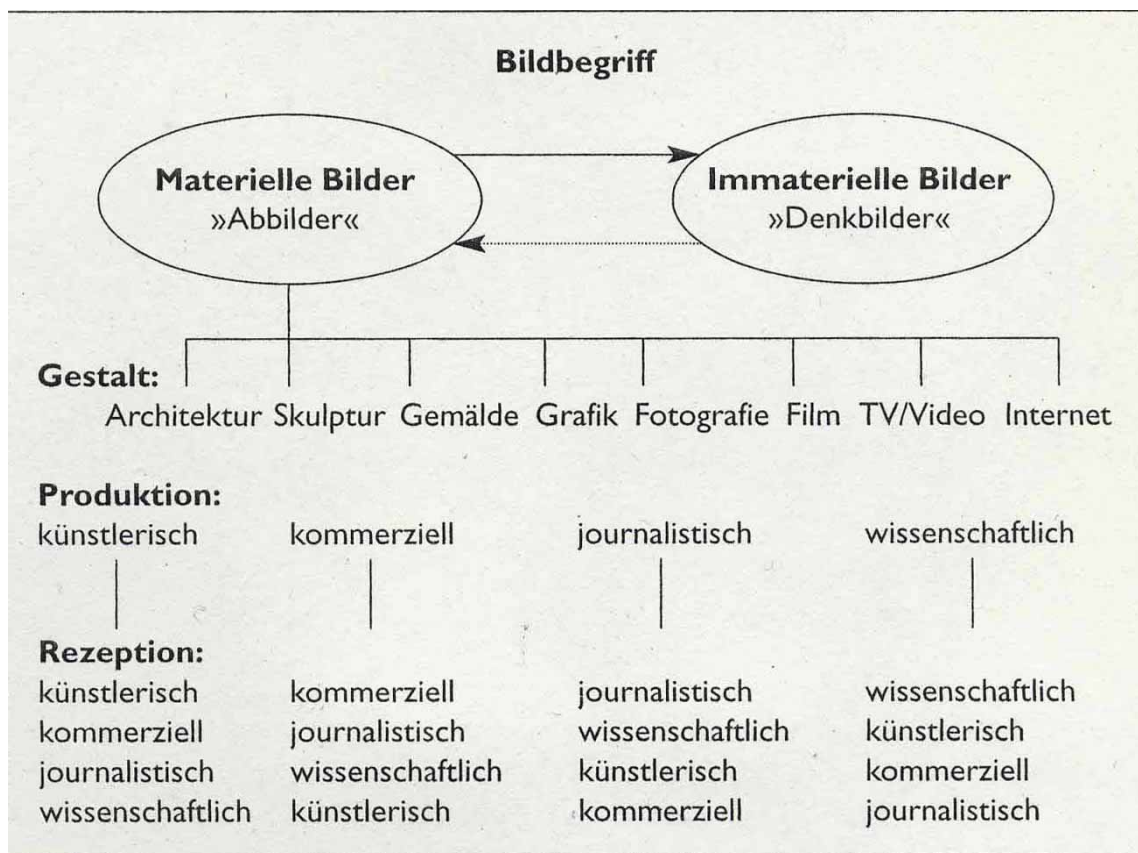 Bildbegriff
Materielle Bilder
»Abbilder«
Immaterielle Bilder
»Denkbilder«
Gestalt:
Architektur Skulptur Gemälde Grafik Fotografie Film TV/Video Internet
Produktion:
künstlerisch kommerziell journalistisch wissenschaftlich
Rezeption:
künstlerisch kommerziell journalistisch wissenschaftlich
kommerziell journalistisch wissenschaftlich künstlerisch
journalistisch wissenschaftlich künstlerisch kommerziell
wissenschaftlich künstlerisch kommerziell journalistisch